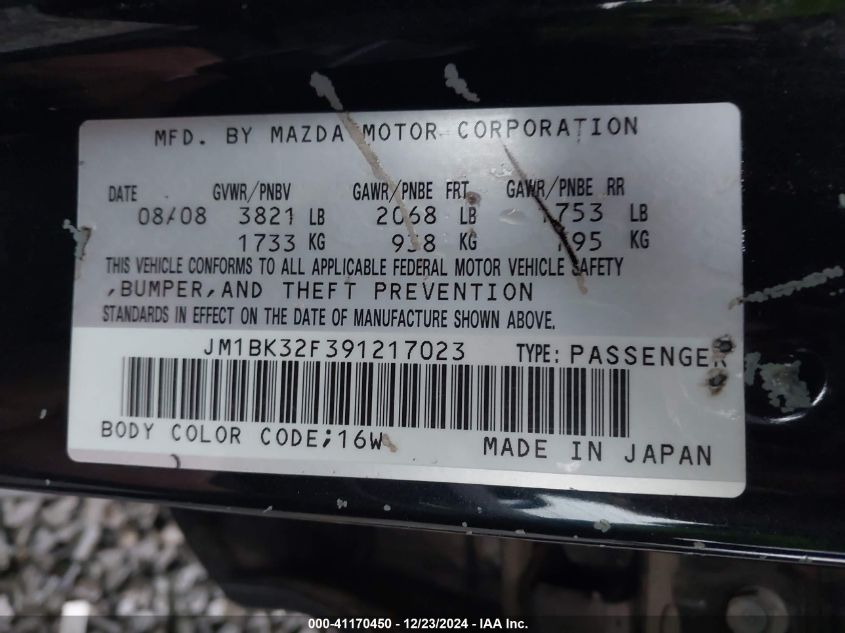 MFD. BY MAZDA MOTOR CORPORATION
DATE GVWR/PNBV GAWR/PNBE FRT GAWR/PNBE RR
08/08 3821 LB 2068 LB 1753 LB
1733 KG 938 KG 795 KG
THIS VEHICLE CONFORMS TO ALL APPLICABLE FEDERAL MOTOR VEHICLE SAFETY
,BUMPER,AND THEFT PREVENTION
STANDARDS IN EFFECT ON THE DATE OF MANUFACTURE SHOWN ABOVE.
JM1BK32F391217023 TYPE: PASSENGER
BODY COLOR CODE;16W MADE IN JAPAN
000-41170450 - 12/23/2024 - IAA Inc.